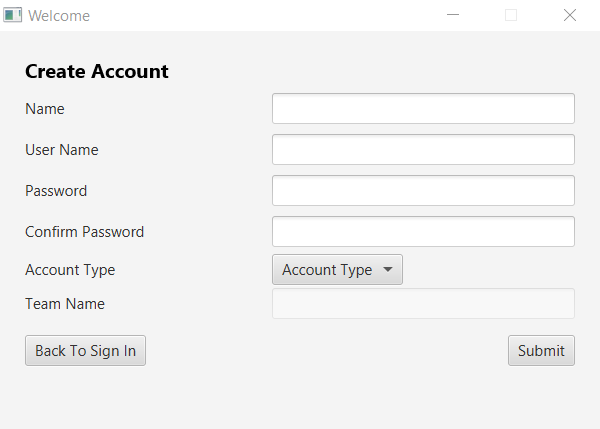 Welcome
Create Account
Name
User Name
Password
Confirm Password
Account Type Account Type
Team Name
Back To Sign In Submit